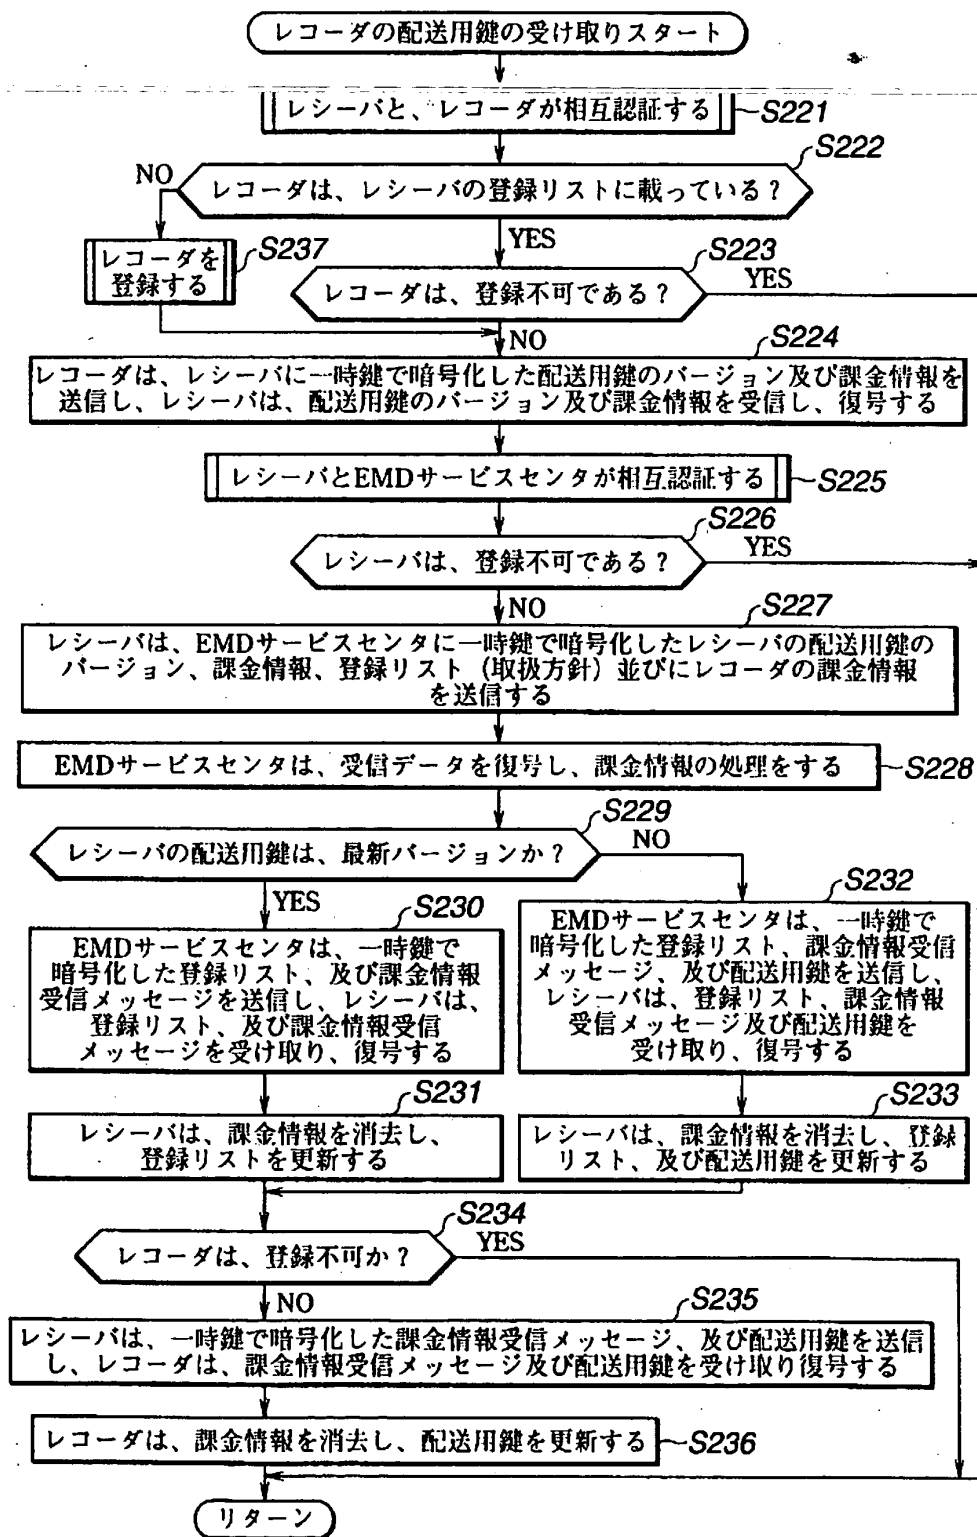 レコーダの配送用鍵の受け取りスタート
レシーバと、レコーダが相互認証する
S221
S222
NO
レコーダは、レシーバの登録リストに載っている？
YES
S237
レコーダを
登録する
S223
YES
レコーダは、登録不可である？
NO
S224
レコーダは、レシーバに一時鍵で暗号化した配送用鍵のバージョン及び課金情報を
送信し、レシーバは、配送用鍵のバージョン及び課金情報を受信し、復号する
レシーバとEMDサービスセンタが相互認証する
S225
S226
YES
レシーバは、登録不可である？
NO
S227
レシーバは、EMDサービスセンタに一時鍵で暗号化したレシーバの配送用鍵の
バージョン、課金情報、登録リスト（取扱方針）並びにレコーダの課金情報
を送信する
EMDサービスセンタは、受信データを復号し、課金情報の処理をする
S228
S229
レシーバの配送用鍵は、最新バージョンか？
NO
YES
S230
EMDサービスセンタは、一時鍵で
暗号化した登録リスト、及び課金情報
受信メッセージを送信し、レシーバは、
登録リスト、及び課金情報受信
メッセージを受け取り、復号する
S232
EMDサービスセンタは、一時鍵で
暗号化した登録リスト、課金情報受信
メッセージ、及び配送用鍵を送信し、
レシーバは、登録リスト、課金情報
受信メッセージ及び配送用鍵を
受け取り、復号する
S231
レシーバは、課金情報を消去し、
登録リストを更新する
S233
レシーバは、課金情報を消去し、登録
リスト、及び配送用鍵を更新する
S234
YES
レコーダは、登録不可か？
NO
S235
レシーバは、一時鍵で暗号化した課金情報受信メッセージ、及び配送用鍵を送信
し、レコーダは、課金情報受信メッセージ及び配送用鍵を受け取り復号する
レコーダは、課金情報を消去し、配送用鍵を更新する
S236
リターン